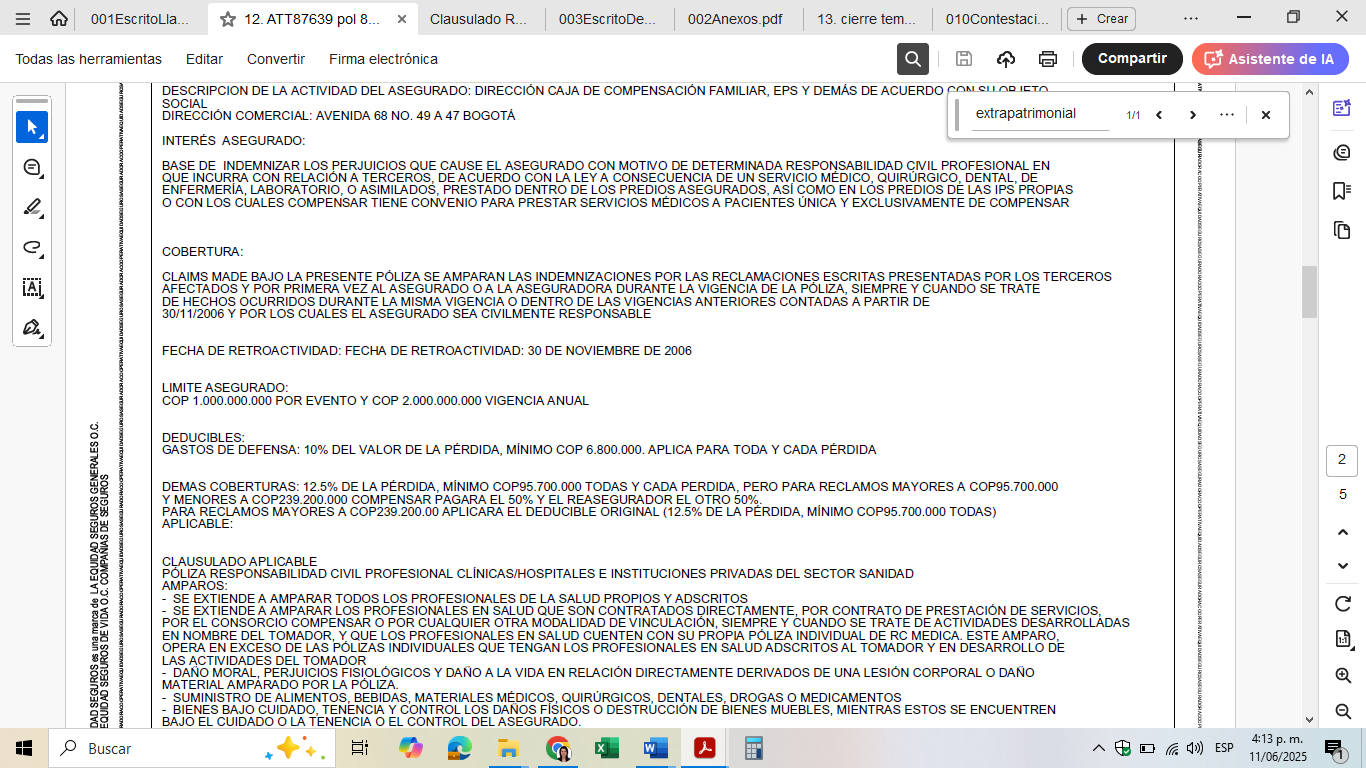 001EscritoLla...
12. ATT87639 pol 8...
Clausulado R...
003EscritoDe...
002Anexos.pdf
13. cierre tem...
010Contestaci...
Crear
Todas las herramientas
Editar
Convertir
Firma electrónica
Compartir
Asistente de IA
extrapatrimonial
1/1
DESCRIPCION DE LA ACTIVIDAD DEL ASEGURADO: DIRECCIÓN CAJA DE COMPENSACIÓN FAMILIAR, EPS Y DEMÁS DE ACUERDO CON SU OBJETO
SOCIAL
DIRECCIÓN COMERCIAL: AVENIDA 68 NO. 49 A 47 BOGOTÁ
INTERÉS ASEGURADO:
BASE DE INDEMNIZAR LOS PERJUICIOS QUE CAUSE EL ASEGURADO CON MOTIVO DE DETERMINADA RESPONSABILIDAD CIVIL PROFESIONAL EN
QUE INCURRA CON RELACIÓN A TERCEROS, DE ACUERDO CON LA LEY A CONSECUENCIA DE UN SERVICIO MÉDICO, QUIRÚRGICO, DENTAL, DE
ENFERMERÍA, LABORATORIO, O ASIMILADOS, PRESTADO DENTRO DE LOS PREDIOS ASEGURADOS, ASÍ COMO EN LOS PREDIOS DE LAS IPS PROPIAS
O CON LOS CUALES COMPENSAR TIENE CONVENIO PARA PRESTAR SERVICIOS MÉDICOS A PACIENTES ÚNICA Y EXCLUSIVAMENTE DE COMPENSAR
COBERTURA:
CLAIMS MADE BAJO LA PRESENTE PÓLIZA SE AMPARAN LAS INDEMNIZACIONES POR LAS RECLAMACIONES ESCRITAS PRESENTADAS POR LOS TERCEROS
AFECTADOS Y POR PRIMERA VEZ AL ASEGURADO O A LA ASEGURADORA DURANTE LA VIGENCIA DE LA PÓLIZA, SIEMPRE Y CUANDO SE TRATE
DE HECHOS OCURRIDOS DURANTE LA MISMA VIGENCIA O DENTRO DE LAS VIGENCIAS ANTERIORES CONTADAS A PARTIR DE
30/11/2006 Y POR LOS CUALES EL ASEGURADO SEA CIVILMENTE RESPONSABLE
FECHA DE RETROACTIVIDAD: FECHA DE RETROACTIVIDAD: 30 DE NOVIEMBRE DE 2006
LIMITE ASEGURADO:
COP 1.000.000.000 POR EVENTO Y COP 2.000.000.000 VIGENCIA ANUAL
DEDUCIBLES:
GASTOS DE DEFENSA: 10% DEL VALOR DE LA PÉRDIDA, MÍNIMO COP 6.800.000. APLICA PARA TODA Y CADA PÉRDIDA
DEMAS COBERTURAS: 12.5% DE LA PÉRDIDA, MÍNIMO COP95.700.000 TODAS Y CADA PERDIDA, PERO PARA RECLAMOS MAYORES A COP95.700.000
Y MENORES A COP239.200.000 COMPENSAR PAGARA EL 50% Y EL REASEGURADOR EL OTRO 50%.
PARA RECLAMOS MAYORES A COP239.200.00 APLICARA EL DEDUCIBLE ORIGINAL (12.5% DE LA PÉRDIDA, MÍNIMO COP95.700.000 TODAS)
APLICABLE:
CLAUSULADO APLICABLE
PÓLIZA RESPONSABILIDAD CIVIL PROFESIONAL CLÍNICAS/HOSPITALES E INSTITUCIONES PRIVADAS DEL SECTOR SANIDAD
AMPAROS:
- SE EXTIENDE A AMPARAR TODOS LOS PROFESIONALES DE LA SALUD PROPIOS Y ADSCRITOS
- SE EXTIENDE A AMPARAR LOS PROFESIONALES EN SALUD QUE SON CONTRATADOS DIRECTAMENTE, POR CONTRATO DE PRESTACIÓN DE SERVICIOS,
POR EL CONSORCIO COMPENSAR O POR CUALQUIER OTRA MODALIDAD DE VINCULACIÓN, SIEMPRE Y CUANDO SE TRATE DE ACTIVIDADES DESARROLLADAS
EN NOMBRE DEL TOMADOR, Y QUE LOS PROFESIONALES EN SALUD CUENTEN CON SU PROPIA PÓLIZA INDIVIDUAL DE RC MEDICA. ESTE AMPARO,
OPERA EN EXCESO DE LAS PÓLIZAS INDIVIDUALES QUE TENGAN LOS PROFESIONALES EN SALUD ADSCRITOS AL TOMADOR Y EN DESARROLLO DE
LAS ACTIVIDADES DEL TOMADOR
- DAÑO MORAL, PERJUICIOS FISIOLÓGICOS Y DAÑO A LA VIDA EN RELACIÓN DIRECTAMENTE DERIVADOS DE UNA LESIÓN CORPORAL O DAÑO
MATERIAL AMPARADO POR LA PÓLIZA.
- SUMINISTRO DE ALIMENTOS, BEBIDAS, MATERIALES MÉDICOS, QUIRÚRGICOS, DENTALES, DROGAS O MEDICAMENTOS
- BIENES BAJO CUIDADO, TENENCIA Y CONTROL LOS DAÑOS FÍSICOS O DESTRUCCIÓN DE BIENES MUEBLES, MIENTRAS ESTOS SE ENCUENTREN
BAJO EL CUIDADO O LA TENENCIA O EL CONTROL DEL ASEGURADO.
DAD SEGUROS es una marca de LA EQUIDAD SEGUROS GENERALES O.C.
EQUIDAD SEGUROS DE VIDA O.C. COMPAÑIAS DE SEGUROS
2
5
Buscar
ESP
4:13 p. m.
11/06/2025
1